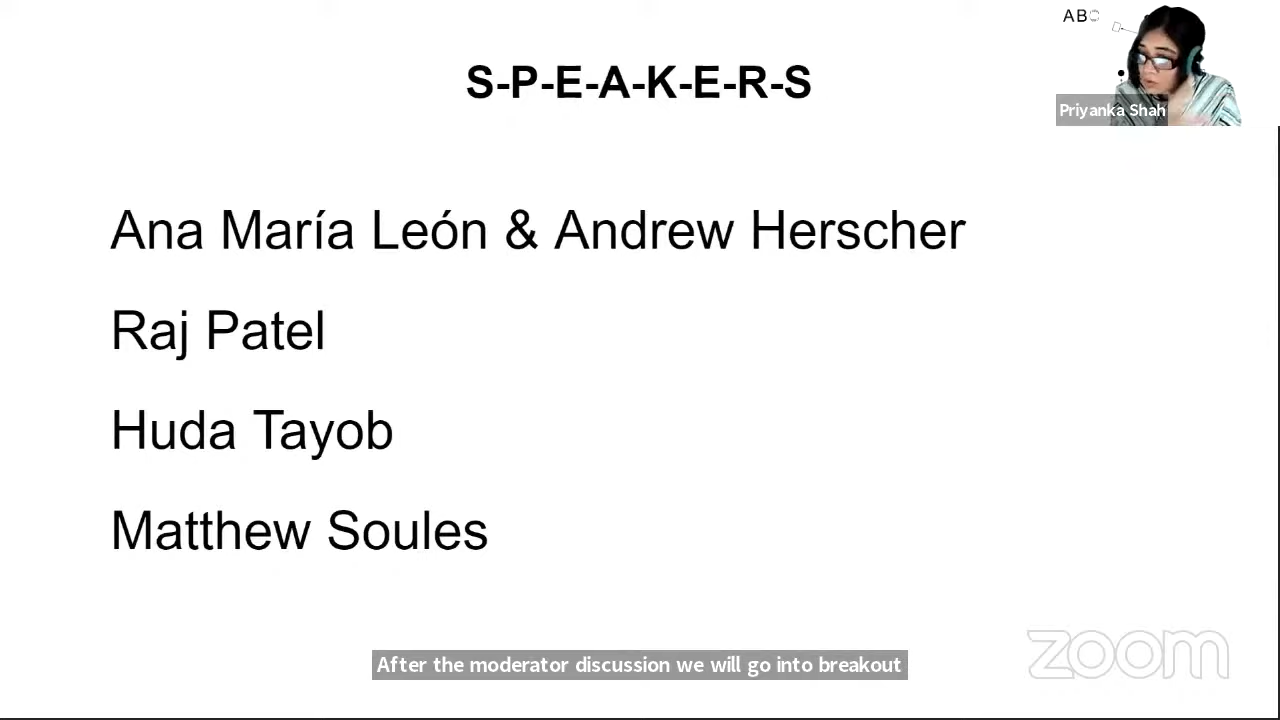 ABC
S-P-E-A-K-E-R-S
Priyanka Shah
Ana María León & Andrew Herscher
Raj Patel
Huda Tayob
Matthew Soules
After the moderator discussion we will go into breakout
zoom